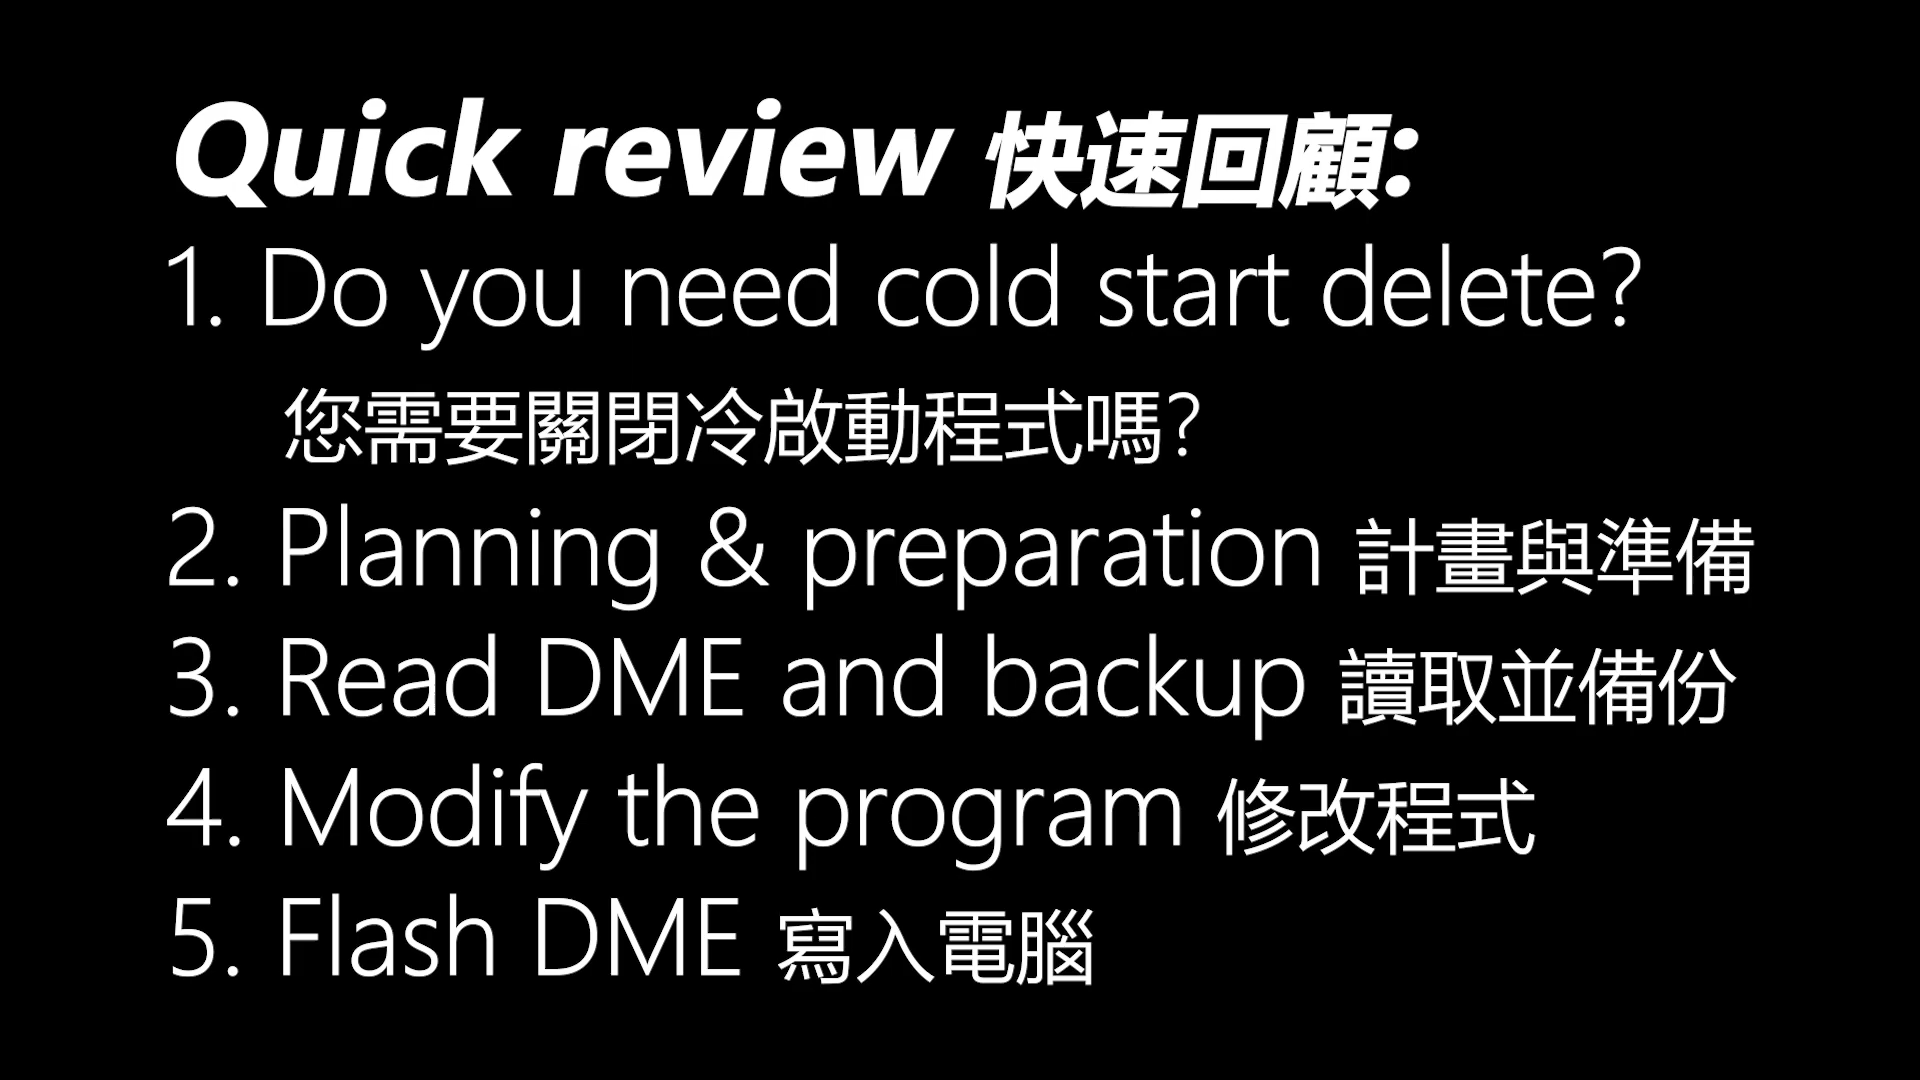 Quick review 快速回顧:
1. Do you need cold start delete?
您需要關閉冷啟動程式嗎?
2. Planning & preparation 計畫與準備
3. Read DME and backup 讀取並備份
4. Modify the program 修改程式
5. Flash DME 寫入電腦